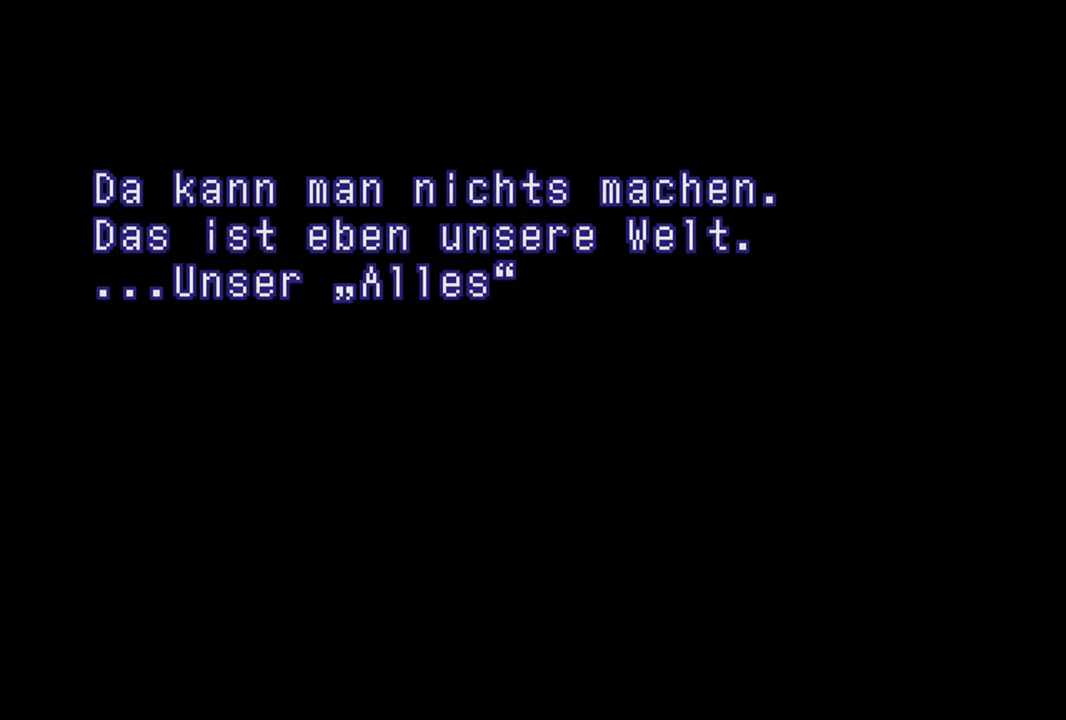 Da kann man nichts machen.
Das ist eben unsere Welt.
...Unser „Alles“